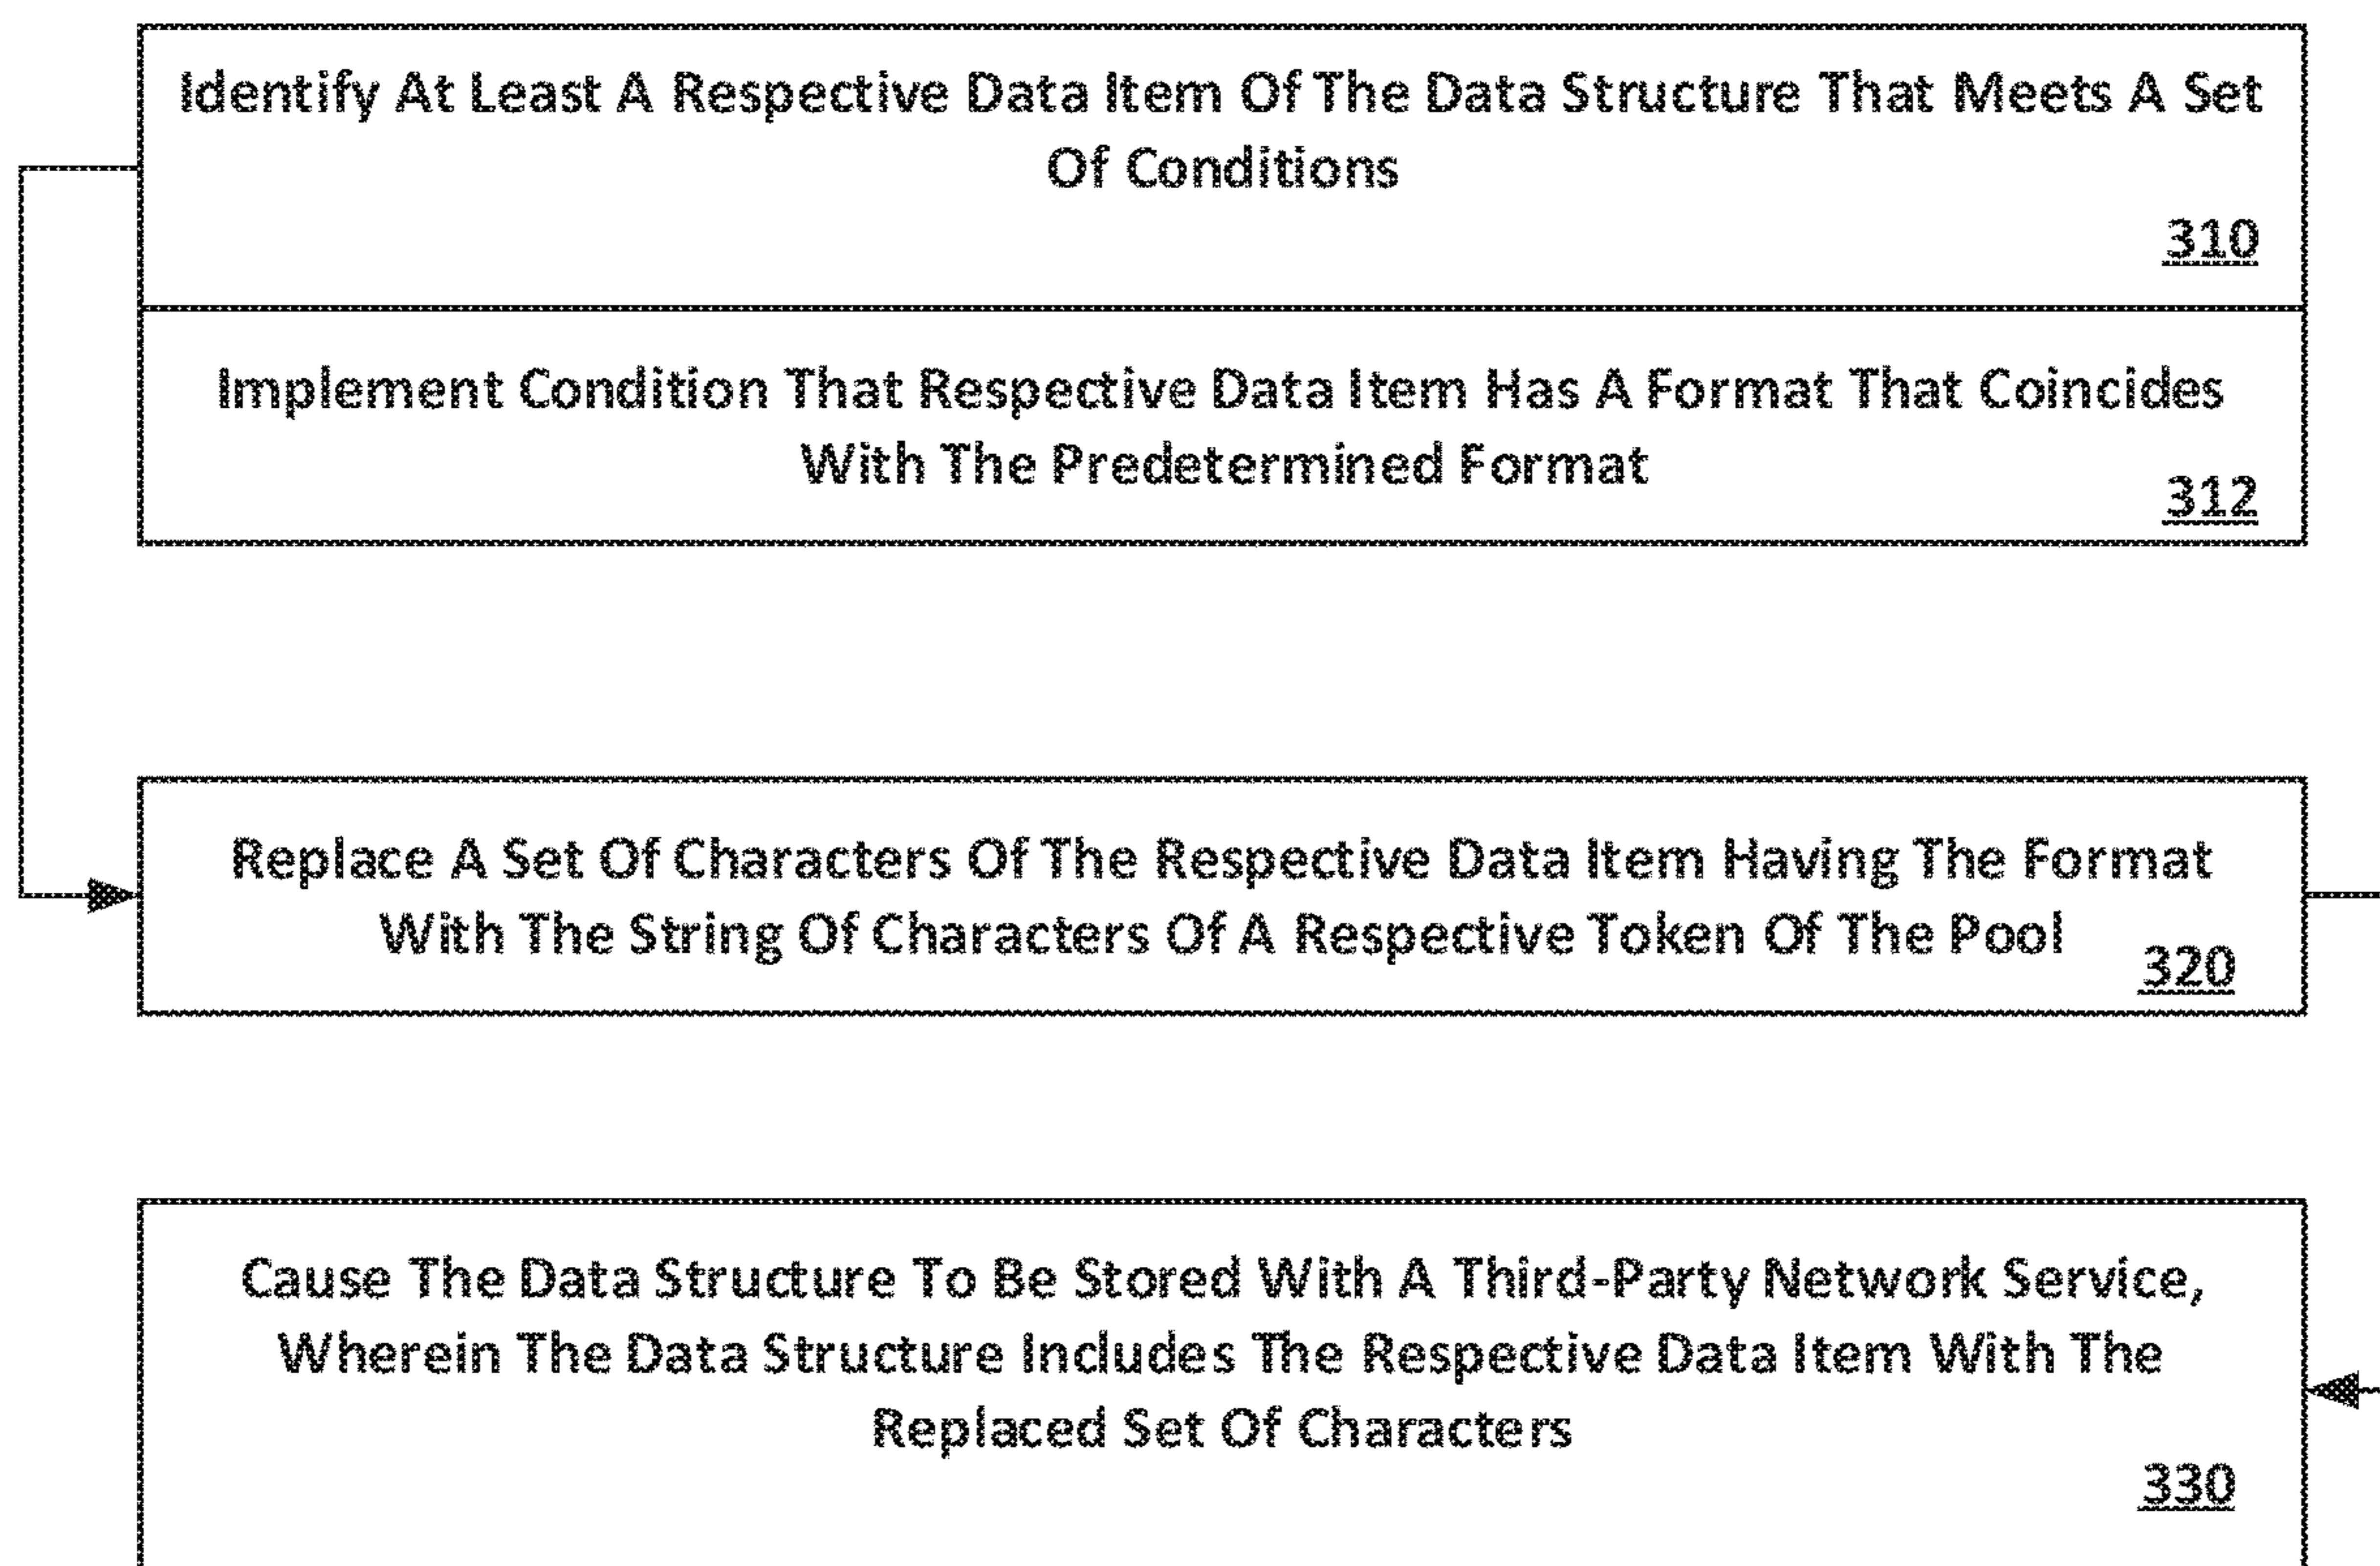 Identify At Least A Respective Data Item Of The Data Structure That Meets A Set
Of Conditions
310
Implement Condition That Respective Data Item Has A Format That Coincides
With The Predetermined Format
312
Replace A Set Of Characters Of The Respective Data Item Having The Format
With The String Of Characters Of A Respective Token Of The Pool
320
Cause The Data Structure To Be Stored With A Third-Party Network Service,
Wherein The Data Structure Includes The Respective Data Item With The
Replaced Set Of Characters
330